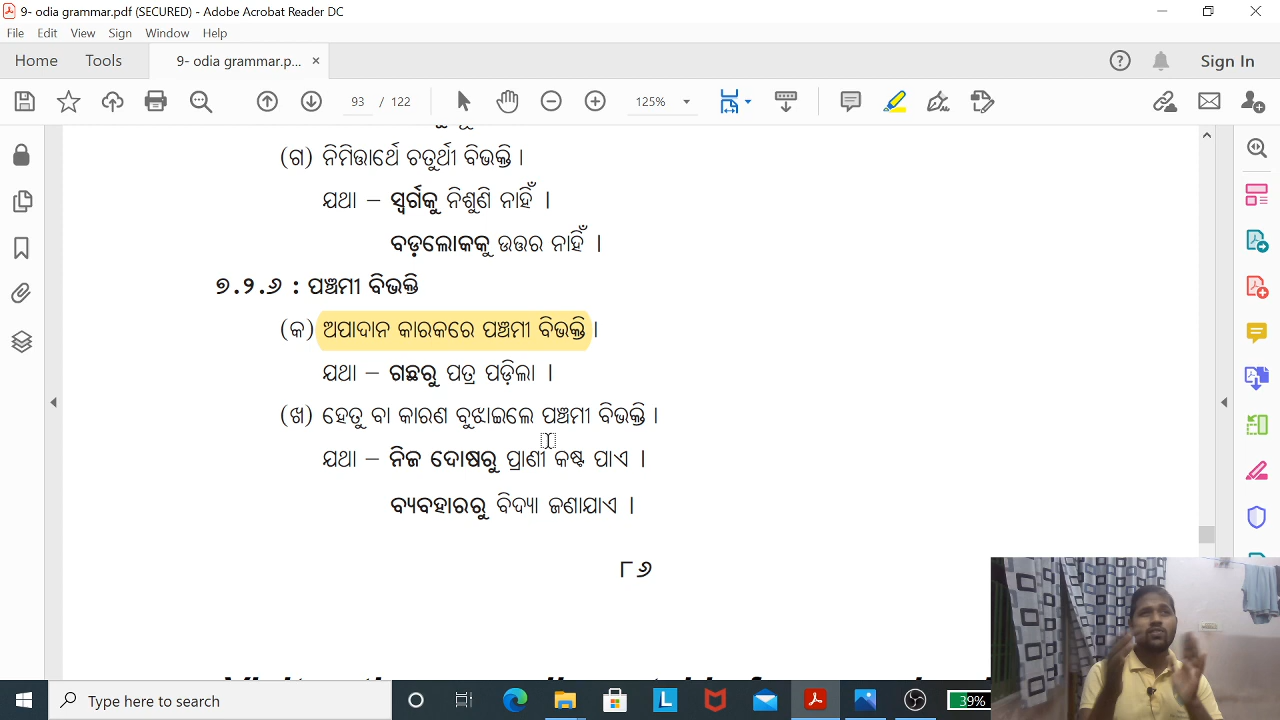 9- odia grammar.pdf (SECURED) - Adobe Acrobat Reader DC
File Edit View Sign Window Help
Home Tools 9- odia grammar.p... × Sign In
93 / 122 125%
(ଗ) ନିମିତ୍ତାର୍ଥେ ଚତୁର୍ଥୀ ବିଭକ୍ତି ।
ଯଥା – ସ୍ୱର୍ଗକୁ ନିଶୁଣି ନାହିଁ ।
ବଡ଼ଲୋକକୁ ଉତ୍ତର ନାହିଁ ।
୭.୨.୬ : ପଞ୍ଚମୀ ବିଭକ୍ତି
(କ) ଅପାଦାନ କାରକରେ ପଞ୍ଚମୀ ବିଭକ୍ତି ।
ଯଥା – ଗଛରୁ ପତ୍ର ପଡ଼ିଲା ।
(ଖ) ହେତୁ ବା କାରଣ ବୁଝାଇଲେ ପଞ୍ଚମୀ ବିଭକ୍ତି ।
ଯଥା – ନିଜ ଦୋଷରୁ ପ୍ରାଣୀ କଷ୍ଟ ପାଏ ।
ବ୍ୟବହାରରୁ ବିଦ୍ୟା ଜଣାଯାଏ ।
୮୬
Type here to search
39%